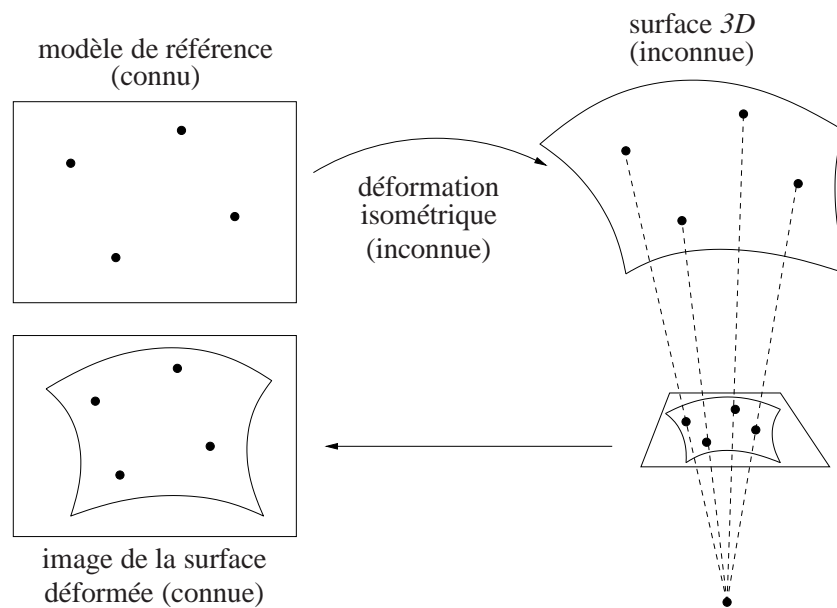 modèle de référence
(connu)
surface 3D
(inconnue)
déformation
isométrique
(inconnue)
image de la surface
déformée (connue)